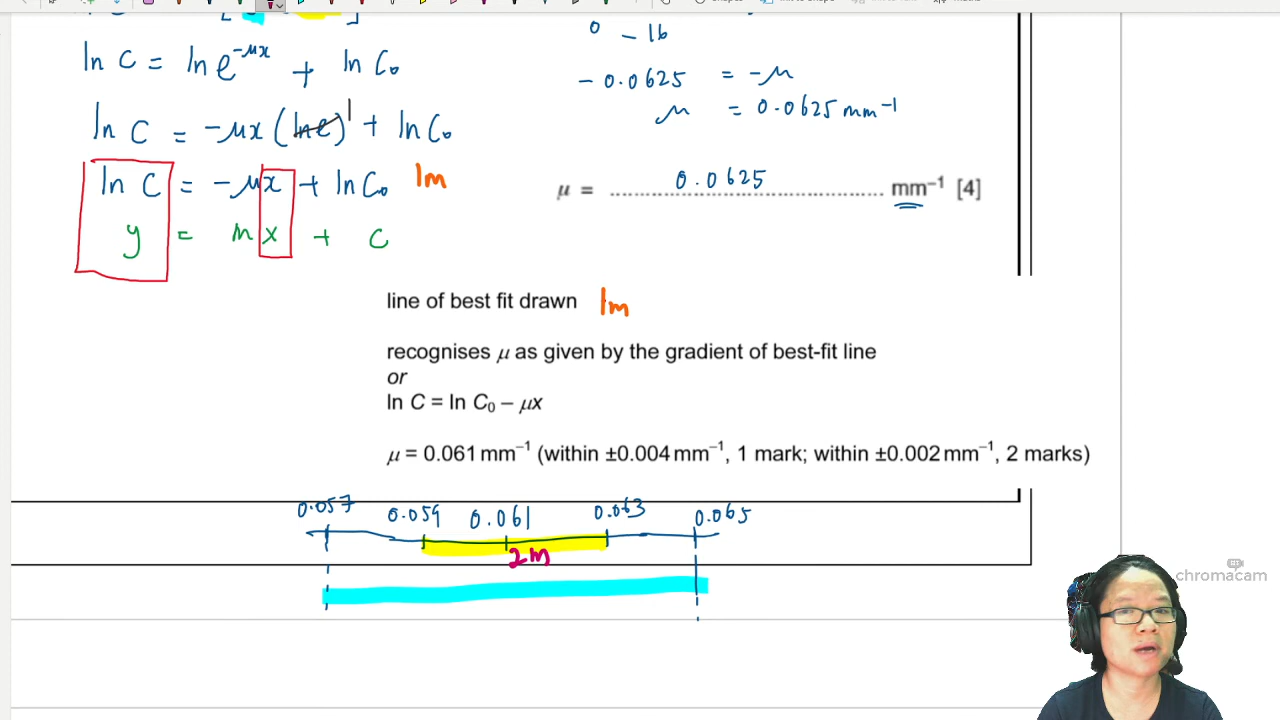 ln C = ln e^-μx + ln C₀
ln C = -μx (ln e)^1 + ln C₀
ln C = -μx + ln C₀ 1m
y = mx + c
0 - 16
-0.0625 = -μ
μ = 0.0625 mm^-1
μ = 0.0625 mm⁻¹ [4]
line of best fit drawn 1m
recognises μ as given by the gradient of best-fit line
or
ln C = ln C₀ – μx
μ = 0.061 mm⁻¹ (within ±0.004 mm⁻¹, 1 mark; within ±0.002 mm⁻¹, 2 marks)
0.057 0.059 0.061 0.063 0.065
2m
chromacam